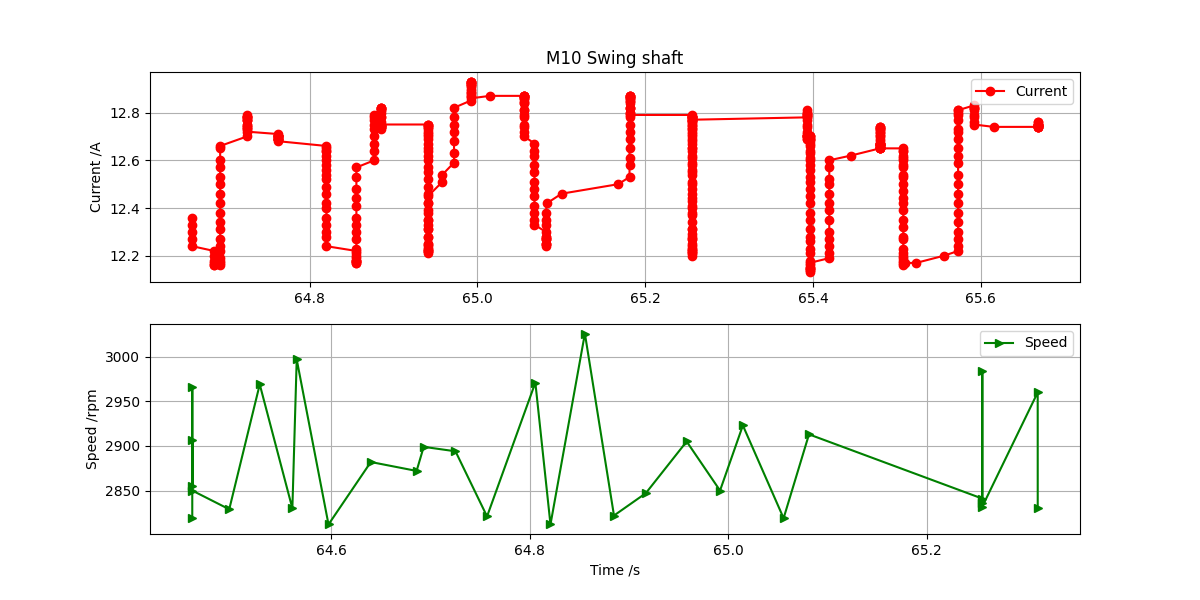 M10 Swing shaft
Current /A
12.8
12.6
12.4
12.2
Current
64.8
65.0
65.2
65.4
65.6
Speed /rpm
3000
2950
2900
2850
Speed
64.6
64.8
65.0
65.2
Time /s